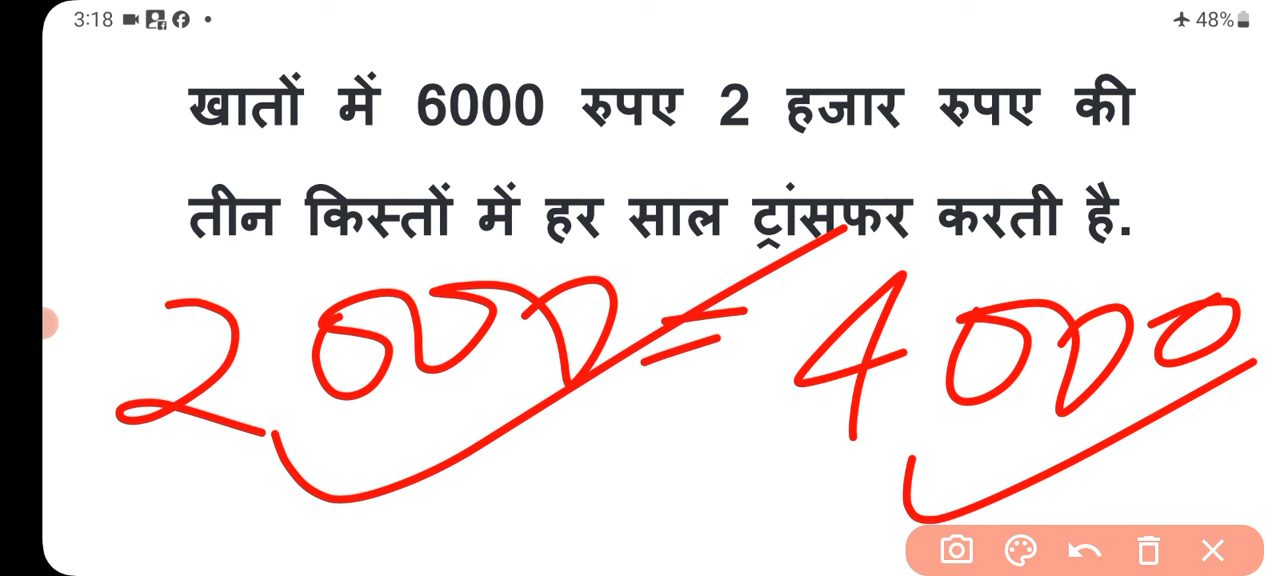 3:18 48%
खातों में 6000 रुपए 2 हजार रुपए की
तीन किस्तों में हर साल ट्रांसफर करती है.
2000 = 4000